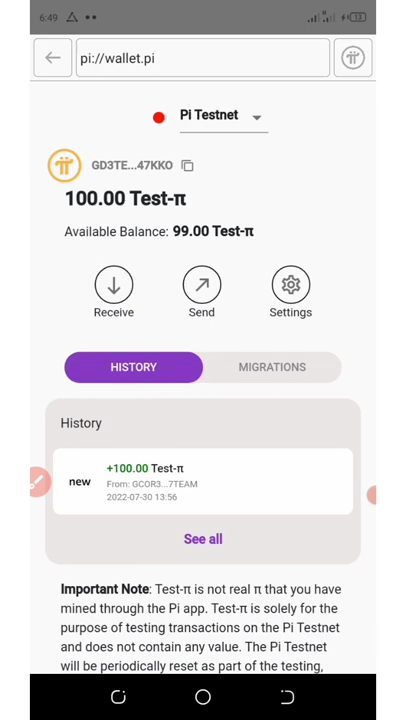 6:49
13
pi://wallet.pi
Pi Testnet
GD3TE...47KKO
100.00 Test-π
Available Balance: 99.00 Test-π
Receive Send Settings
HISTORY MIGRATIONS
History
+100.00 Test-π
new
From: GCOR3...7TEAM
2022-07-30 13:56
See all
Important Note: Test-π is not real π that you have
mined through the Pi app. Test-π is solely for the
purpose of testing transactions on the Pi Testnet
and does not contain any value. The Pi Testnet
will be periodically reset as part of the testing,